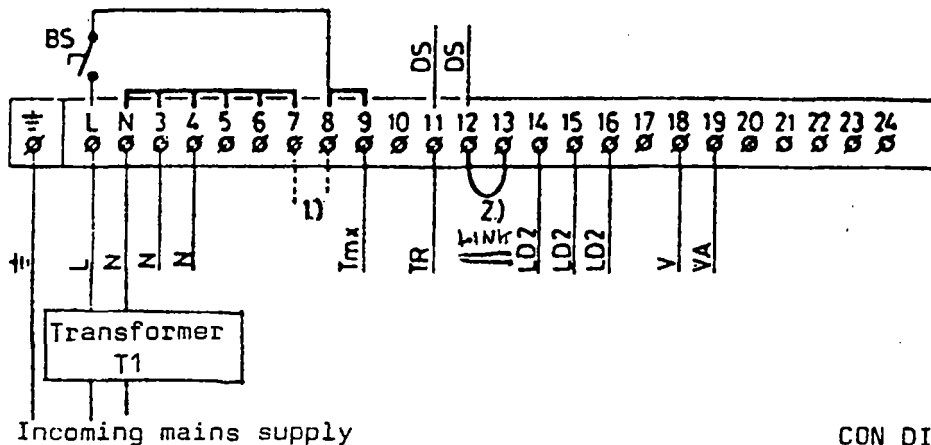 BS
DS DS
L N 3 4 5 6 7 8 9 10 11 12 13 14 15 16 17 18 19 20 21 22 23 24
1.) 2.)
LINK
L N N N Tmx TR LD2 LD2 LD2 V VA
Transformer
T1
Incoming mains supply
CON DI